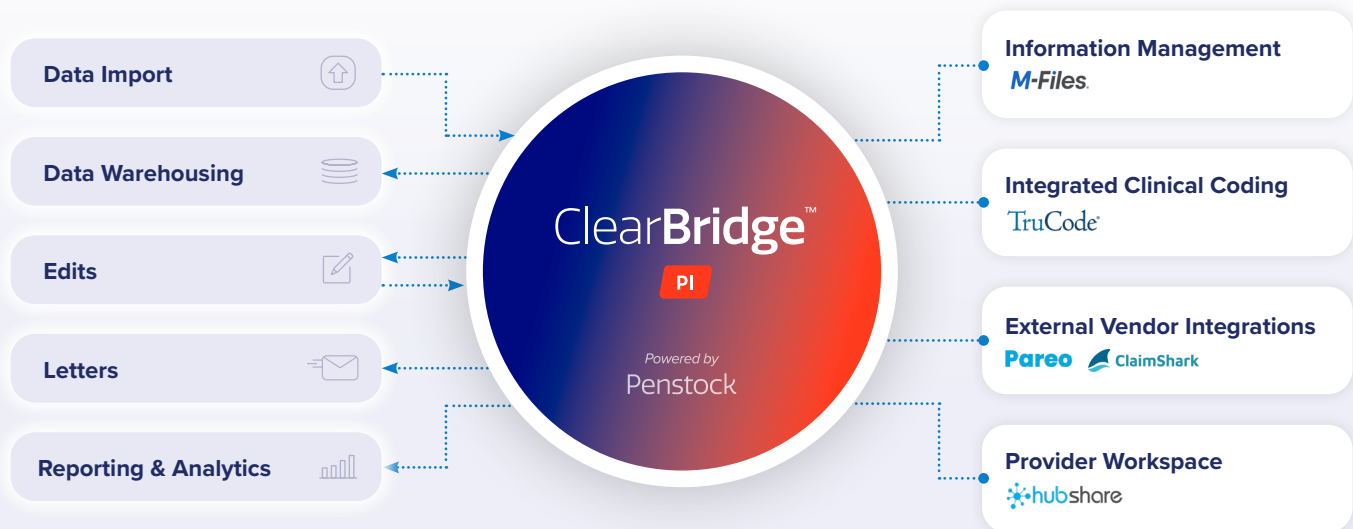 Data Import
Data Warehousing
Edits
Letters
Reporting & Analytics
ClearBridge™
PI
Powered by
Penstock
Information Management
M-Files.
Integrated Clinical Coding
TruCode®
External Vendor Integrations
Pareo ClaimShark
Provider Workspace
hubshare